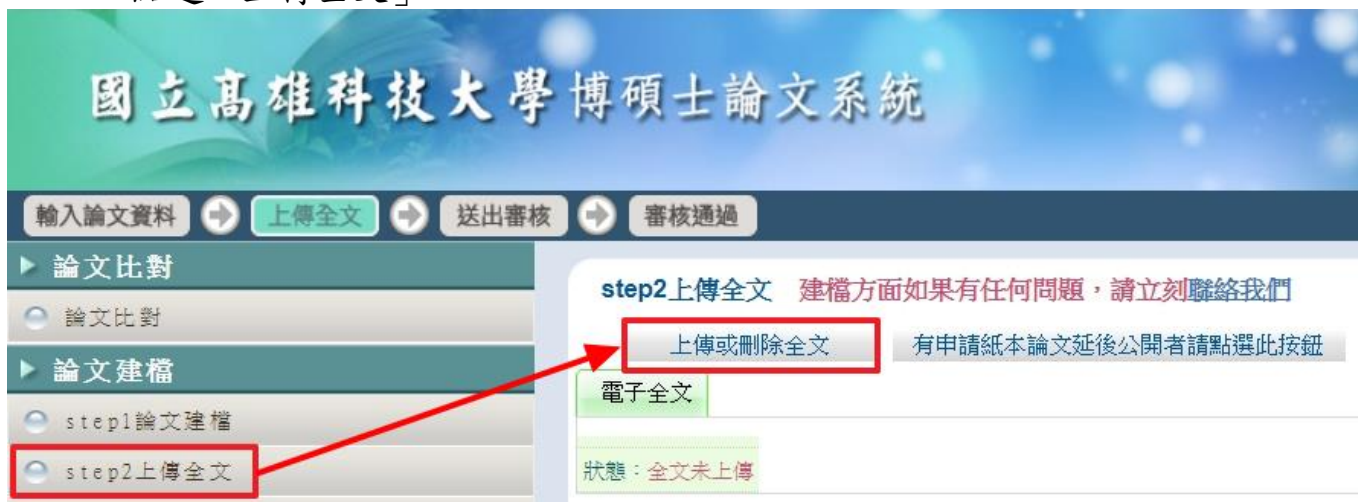 上傳全文」
國立高雄科技大學博碩士論文系統
輸入論文資料 上傳全文 送出審核 審核通過
論文比對
論文比對
論文建檔
step1論文建檔
step2上傳全文
step2上傳全文 建檔方面如果有任何問題，請立刻聯絡我們
上傳或刪除全文 有申請紙本論文延後公開者請點選此按鈕
電子全文
狀態：全文未上傳